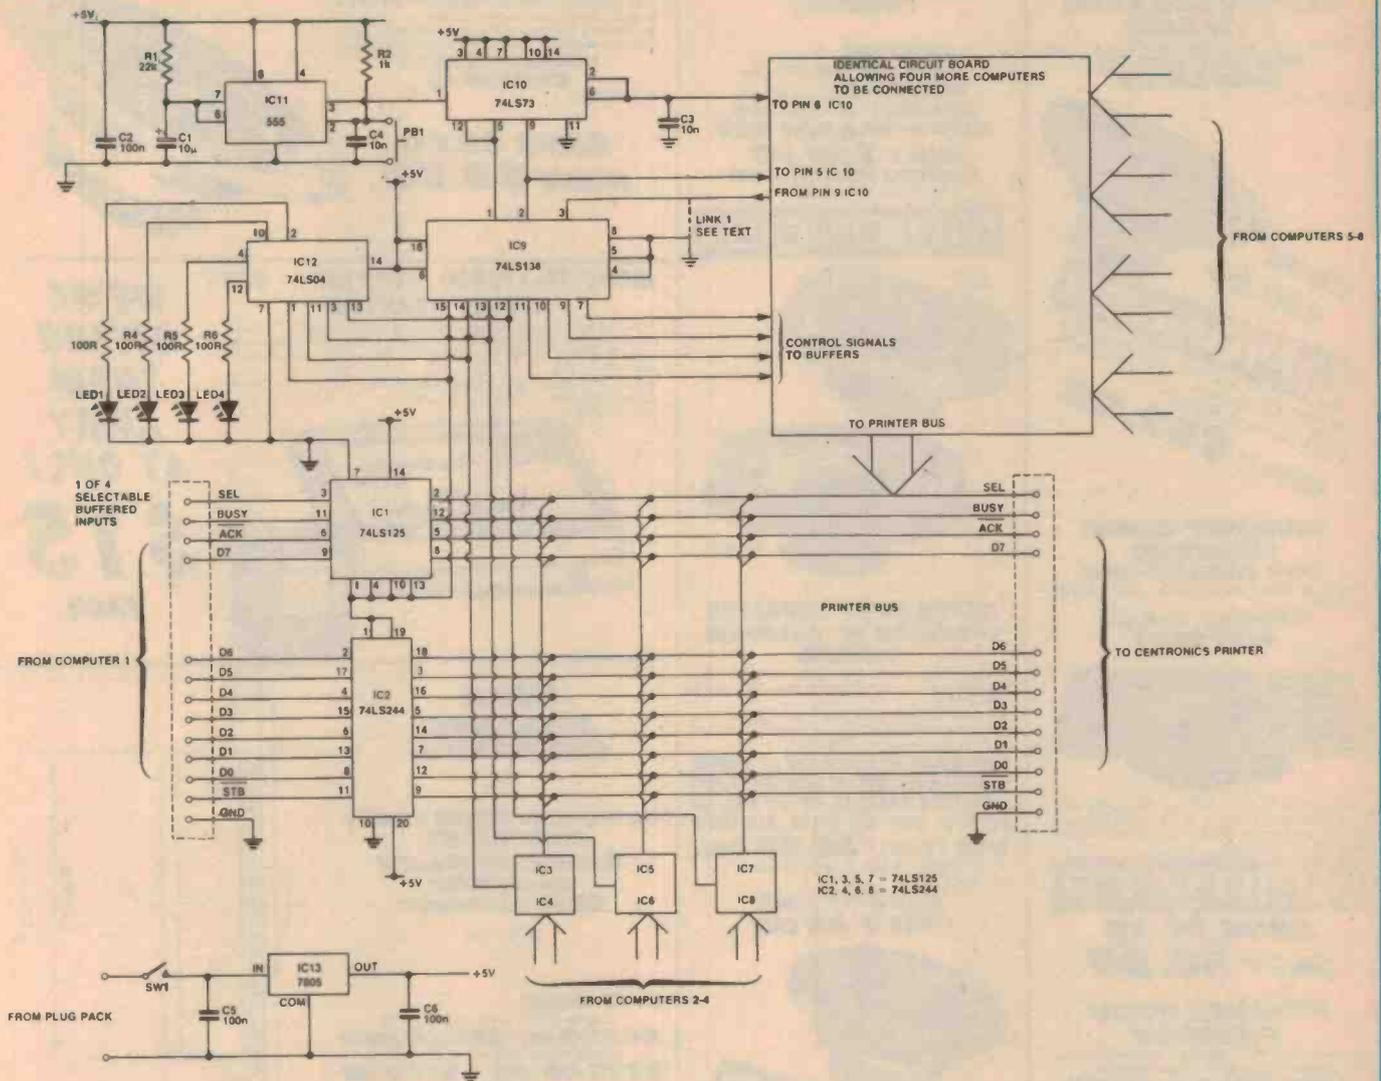 +5V
R1
22k
8
4
R2
1k
7
6
IC11
555
3
2
C2
100n
C1
10µ
C4
10n
PB1
+5V
3 4 7 10 14
1
IC10
74LS73
2
6
12 5 9 11
C3
10n
IDENTICAL CIRCUIT BOARD
ALLOWING FOUR MORE COMPUTERS
TO BE CONNECTED
TO PIN 6 IC10
TO PIN 5 IC 10
FROM PIN 9 IC10
LINK 1
SEE TEXT
FROM COMPUTERS 5-8
+5V
10 2
4
12
IC12
74LS04
14
7 1 11 3 13
1 2 3
16
6
IC9
74LS138
5
4
15 14 13 12 11 10 9 7
CONTROL SIGNALS
TO BUFFERS
100R
R4
100R
R5
100R
R6
100R
LED1
LED2
LED3
LED4
TO PRINTER BUS
+5V
7 14
1 OF 4
SELECTABLE
BUFFERED
INPUTS
SEL 3
BUSY 11
ACK 6
D7 9
IC1
74LS125
2
12
5
8
1 4 10 13
SEL
BUSY
ACK
D7
PRINTER BUS
FROM COMPUTER 1
TO CENTRONICS PRINTER
1 19
D6 2
D5 17
D4 4
D3 15
D2 6
D1 13
D0 8
STB 11
GND
IC2
74LS244
18
3
16
5
14
7
12
9
10 20
+5V
D6
D5
D4
D3
D2
D1
D0
STB
GND
IC3
IC4
IC5
IC6
IC7
IC8
IC1, 3, 5, 7 = 74LS125
IC2, 4, 6, 8 = 74LS244
FROM COMPUTERS 2-4
FROM PLUG PACK
SW1
IN
IC13
7805
OUT
COM
+5V
C5
100n
C6
100n